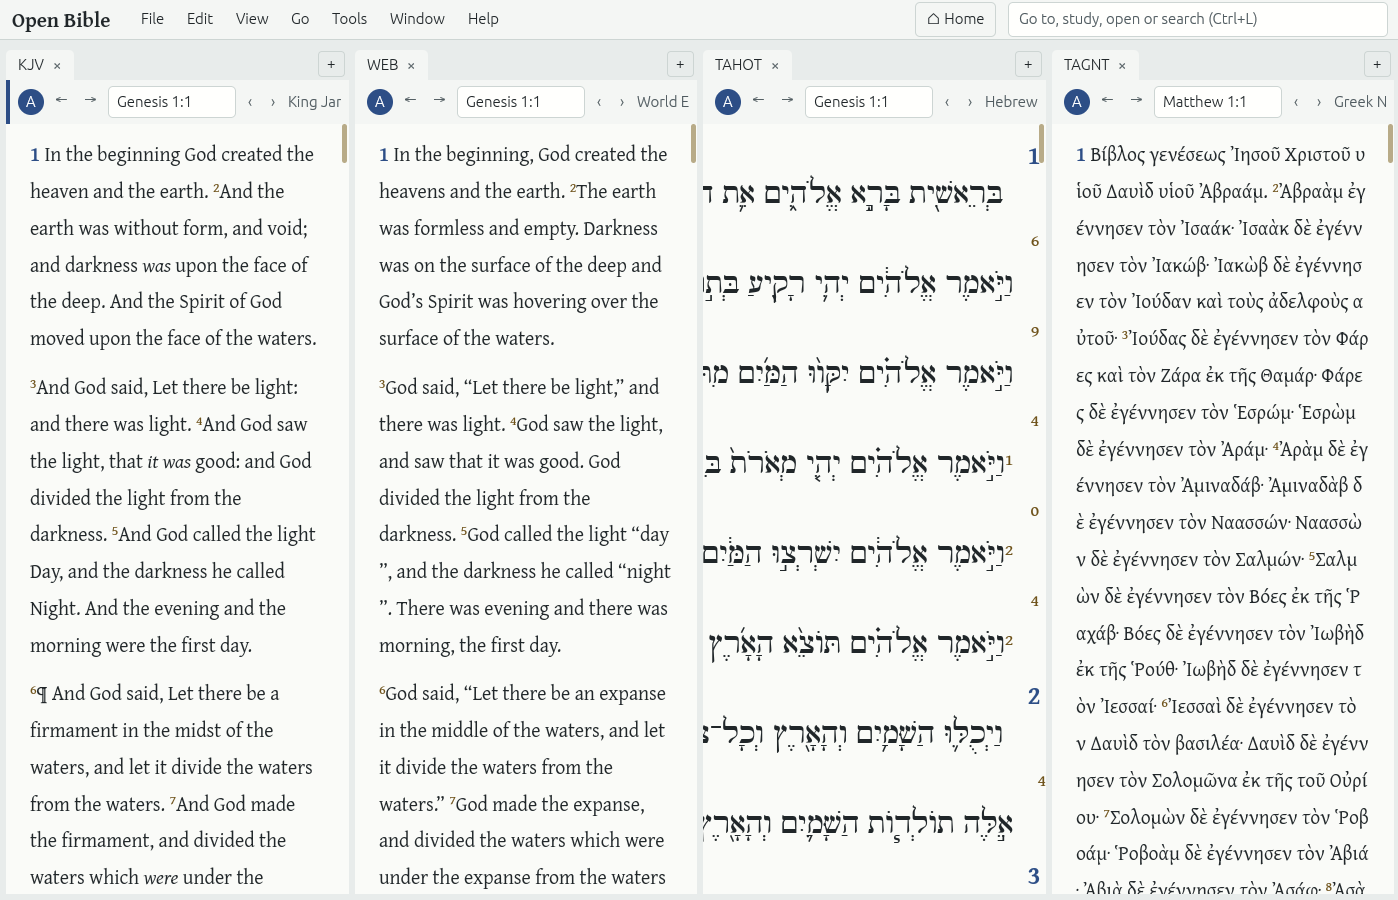 Open Bible File Edit View Go Tools Window Help Home Go to, study, open or search (Ctrl+L)
KJV × +
A ← → Genesis 1:1 ‹ › King Jar
1 In the beginning God created the
heaven and the earth. 2And the
earth was without form, and void;
and darkness was upon the face of
the deep. And the Spirit of God
moved upon the face of the waters.
3And God said, Let there be light:
and there was light. 4And God saw
the light, that it was good: and God
divided the light from the
darkness. 5And God called the light
Day, and the darkness he called
Night. And the evening and the
morning were the first day.
6¶ And God said, Let there be a
firmament in the midst of the
waters, and let it divide the waters
from the waters. 7And God made
the firmament, and divided the
waters which were under the
WEB × +
A ← → Genesis 1:1 ‹ › World E
1 In the beginning, God created the
heavens and the earth. 2The earth
was formless and empty. Darkness
was on the surface of the deep and
God’s Spirit was hovering over the
surface of the waters.
3God said, “Let there be light,” and
there was light. 4God saw the light,
and saw that it was good. God
divided the light from the
darkness. 5God called the light “day
”, and the darkness he called “night
”. There was evening and there was
morning, the first day.
6God said, “Let there be an expanse
in the middle of the waters, and let
it divide the waters from the
waters.” 7God made the expanse,
and divided the waters which were
under the expanse from the waters
TAHOT × +
A ← → Genesis 1:1 ‹ › Hebrew
1
בְּרֵאשִׁ֖ית בָּרָ֣א אֱלֹהִ֑ים אֵ֥ת
6
וַיֹּ֣אמֶר אֱלֹהִ֔ים יְהִ֥י רָקִ֖יעַ
9
וַיֹּ֣אמֶר אֱלֹהִ֗ים יִקָּו֨וּ הַמַּ֜יִם
4
1וַיֹּ֣אמֶר אֱלֹהִ֗ים יְהִ֤י מְאֹרֹת֙
0
2וַיֹּ֣אמֶר אֱלֹהִ֔ים יִשְׁרְצ֣וּ הַמַּ֔יִם
4
2וַיֹּ֣אמֶר אֱלֹהִ֗ים תּוֹצֵ֨א הָאָ֜רֶץ
2
וַיְכֻלּ֛וּ הַשָּׁמַ֥יִם וְהָאָ֖רֶץ וְכָל־
4
אֵ֣לֶּה תוֹלְד֧וֹת הַשָּׁמַ֛יִם וְהָאָ֖רֶץ
3
TAGNT × +
A ← → Matthew 1:1 ‹ › Greek N
1 Βίβλος γενέσεως Ἰησοῦ Χριστοῦ υ
ἱοῦ Δαυὶδ υἱοῦ Ἀβραάμ. 2Ἀβραὰμ ἐγ
έννησεν τὸν Ἰσαάκ· Ἰσαὰκ δὲ ἐγένν
ησεν τὸν Ἰακώβ· Ἰακὼβ δὲ ἐγέννησ
εν τὸν Ἰούδαν καὶ τοὺς ἀδελφοὺς α
ὐτοῦ· 3Ἰούδας δὲ ἐγέννησεν τὸν Φάρ
ες καὶ τὸν Ζάρα ἐκ τῆς Θαμάρ· Φάρε
ς δὲ ἐγέννησεν τὸν Ἑσρώμ· Ἑσρὼμ
δὲ ἐγέννησεν τὸν Ἀράμ· 4Ἀρὰμ δὲ ἐγ
έννησεν τὸν Ἀμιναδάβ· Ἀμιναδὰβ δ
ὲ ἐγέννησεν τὸν Ναασσών· Ναασσὼ
ν δὲ ἐγέννησεν τὸν Σαλμών· 5Σαλμ
ὼν δὲ ἐγέννησεν τὸν Βόες ἐκ τῆς Ῥ
αχάβ· Βόες δὲ ἐγέννησεν τὸν Ἰωβὴδ
ἐκ τῆς Ῥούθ· Ἰωβὴδ δὲ ἐγέννησεν τ
ὸν Ἰεσσαί· 6Ἰεσσαὶ δὲ ἐγέννησεν τὸ
ν Δαυὶδ τὸν βασιλέα· Δαυὶδ δὲ ἐγένν
ησεν τὸν Σολομῶνα ἐκ τῆς τοῦ Οὐρί
ου· 7Σολομὼν δὲ ἐγέννησεν τὸν Ῥοβ
οάμ· Ῥοβοὰμ δὲ ἐγέννησεν τὸν Ἀβιά
· Ἀβιὰ δὲ ἐγέννησεν τὸν Ἀσάφ· 8Ἀσὰ